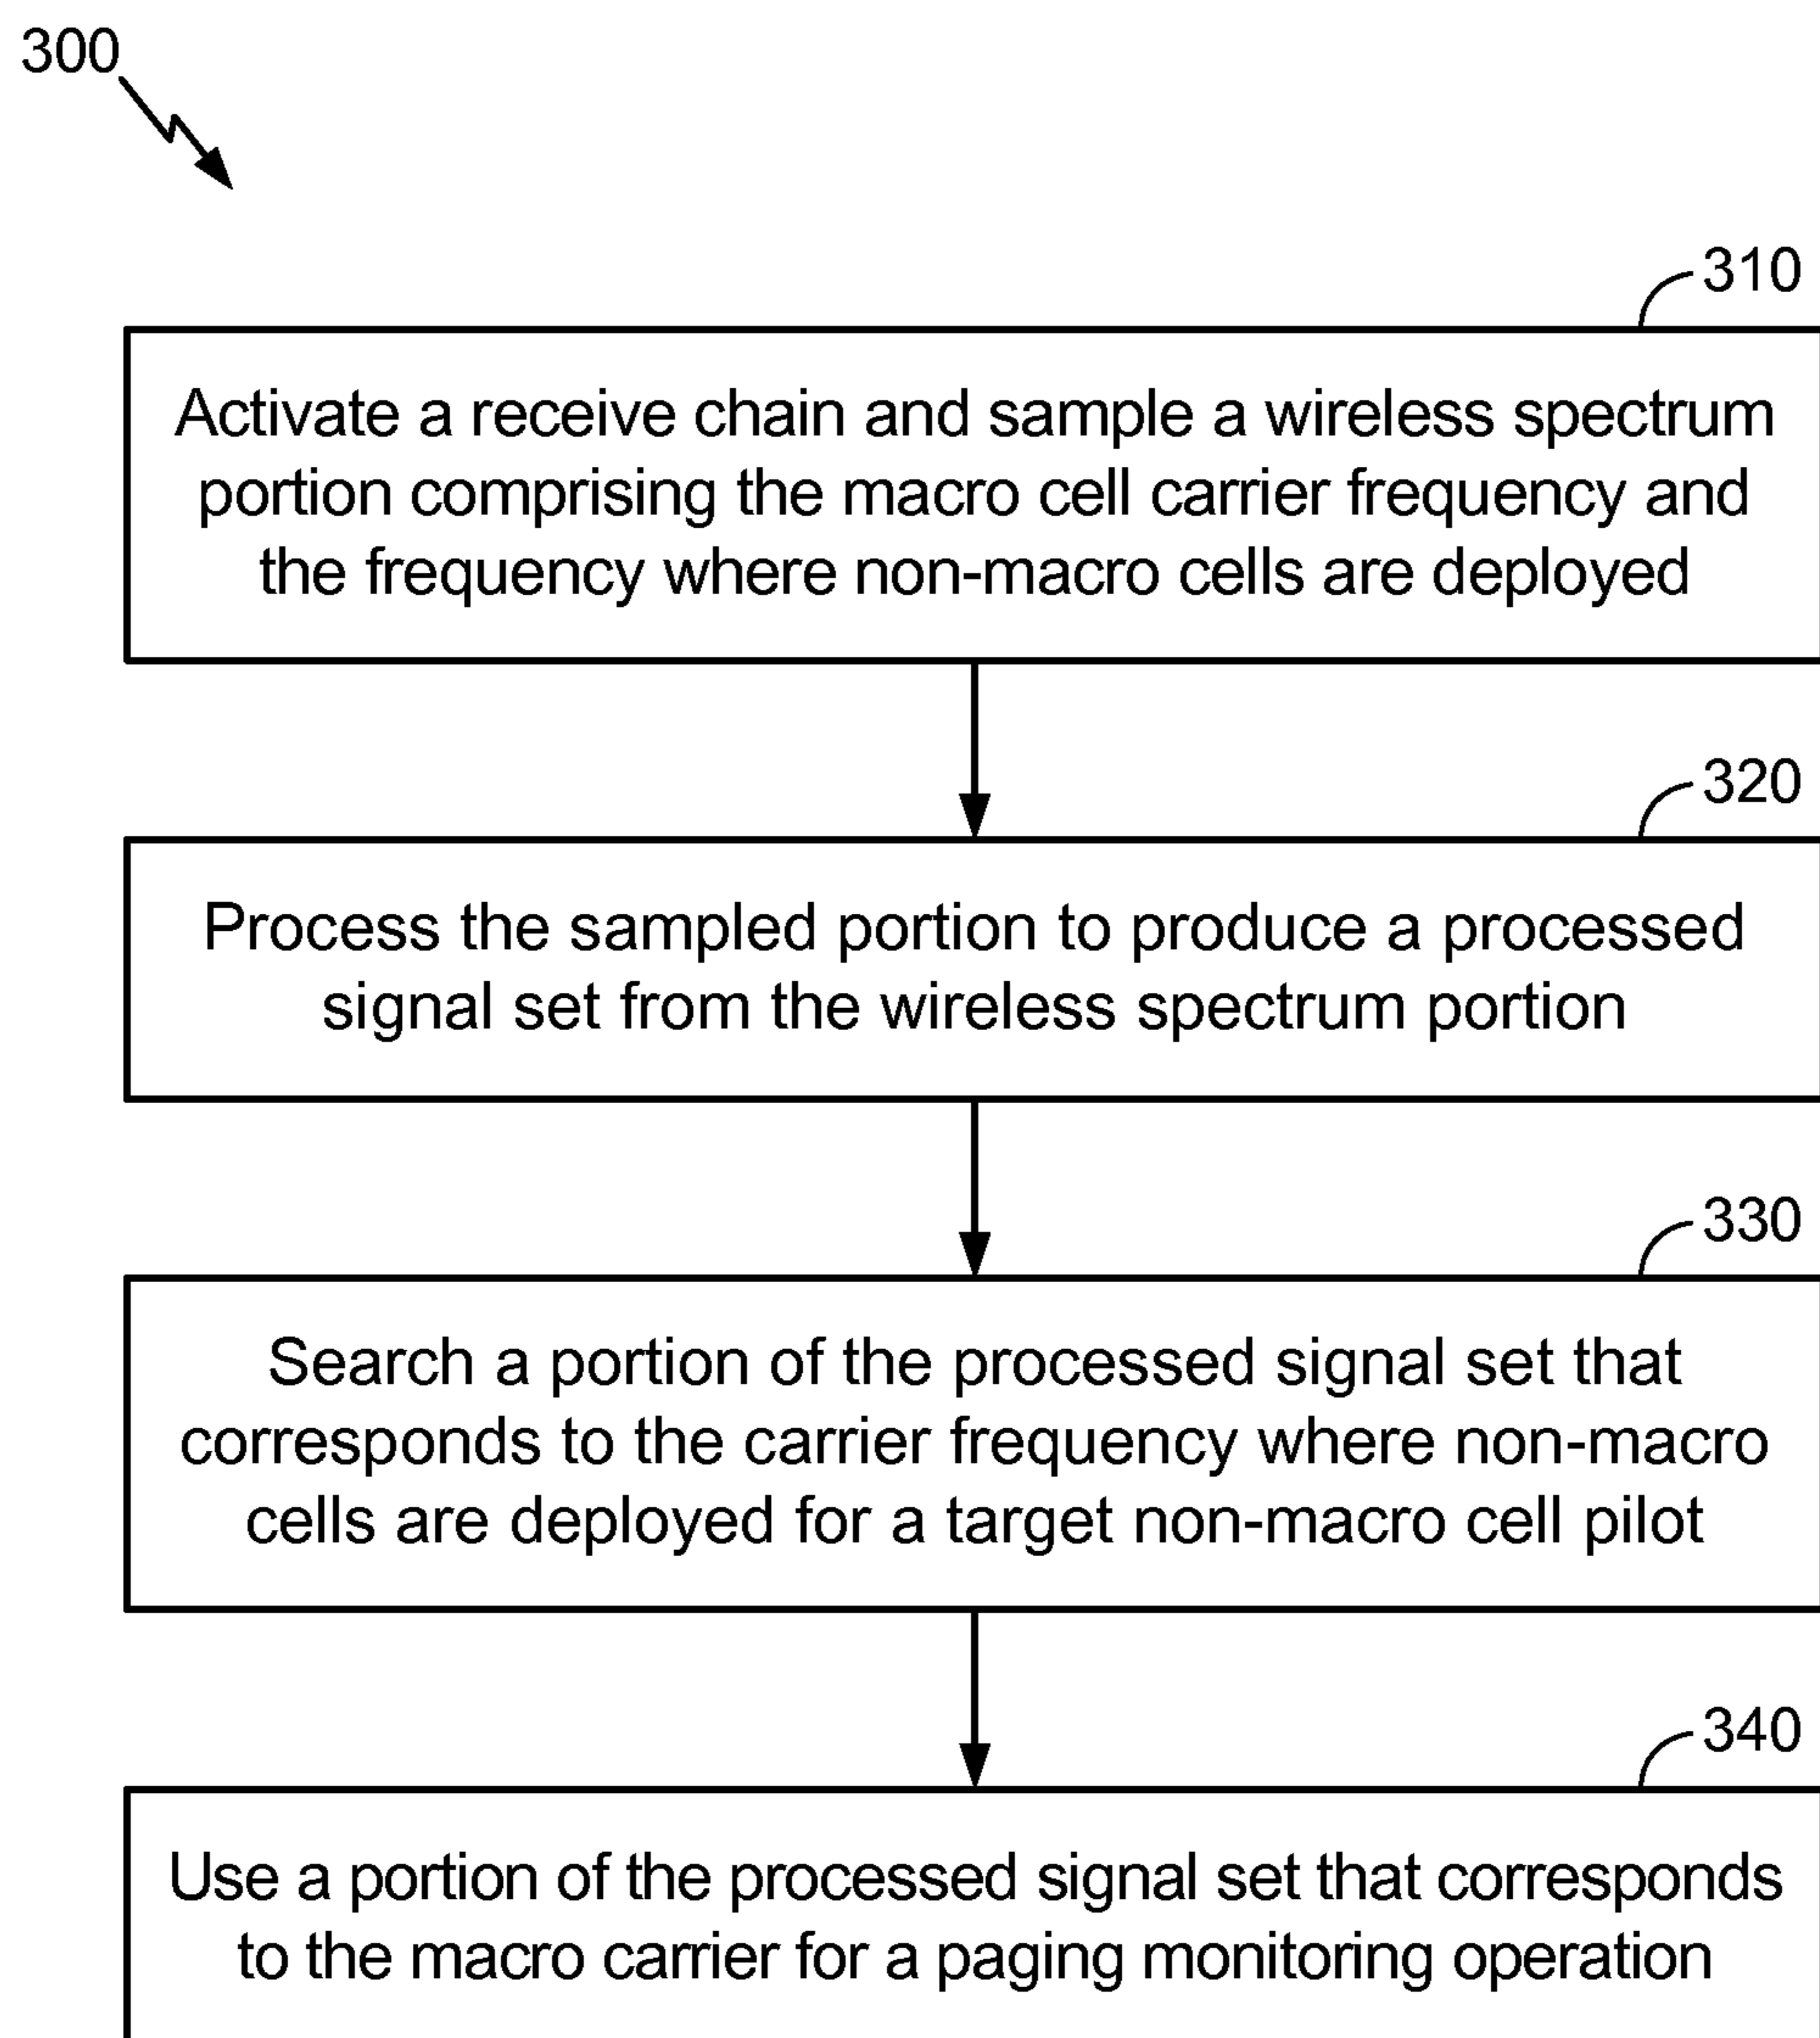 300
310
Activate a receive chain and sample a wireless spectrum
portion comprising the macro cell carrier frequency and
the frequency where non-macro cells are deployed
320
Process the sampled portion to produce a processed
signal set from the wireless spectrum portion
330
Search a portion of the processed signal set that
corresponds to the carrier frequency where non-macro
cells are deployed for a target non-macro cell pilot
340
Use a portion of the processed signal set that corresponds
to the macro carrier for a paging monitoring operation